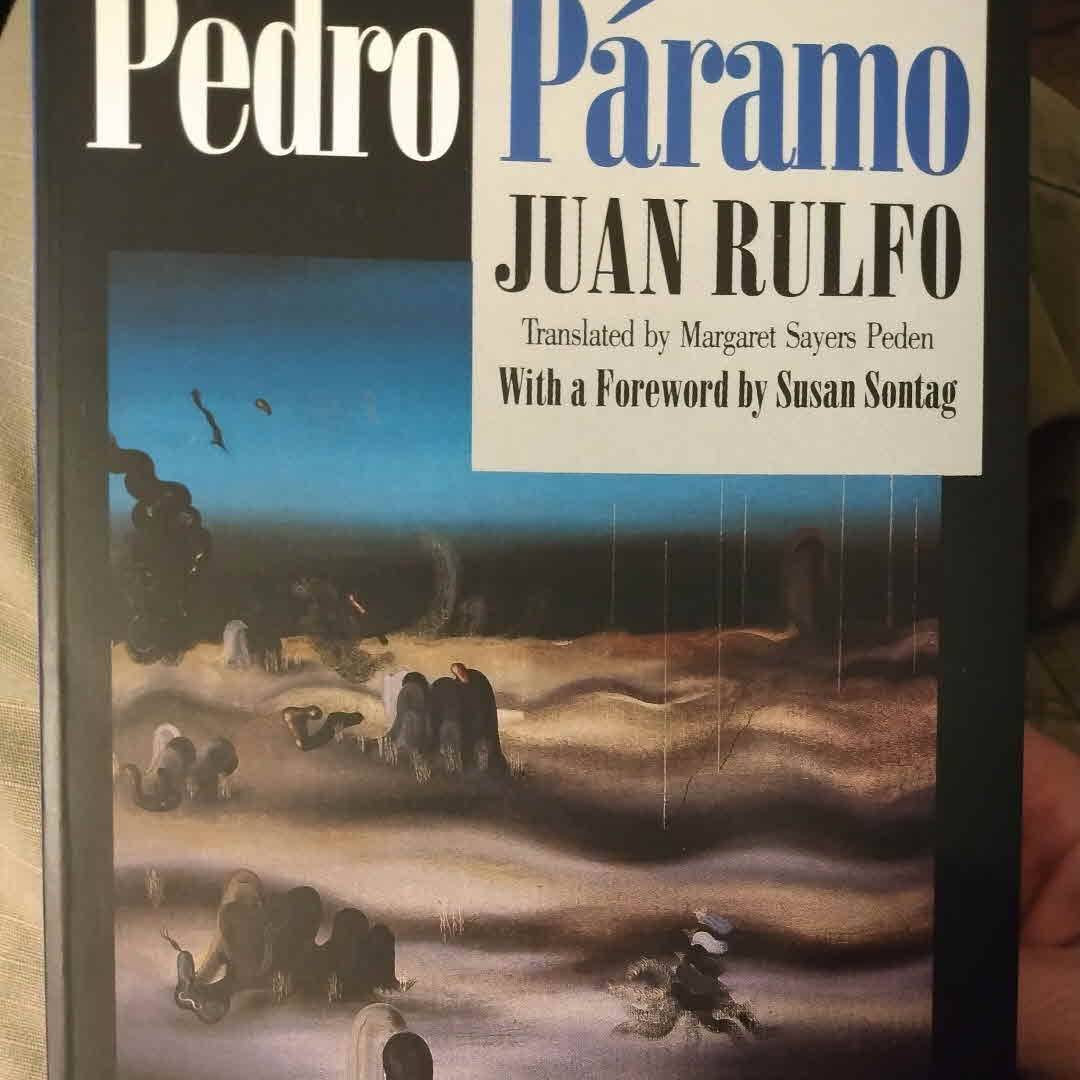 Pedro Páramo
JUAN RULFO
Translated by Margaret Sayers Peden
With a Foreword by Susan Sontag